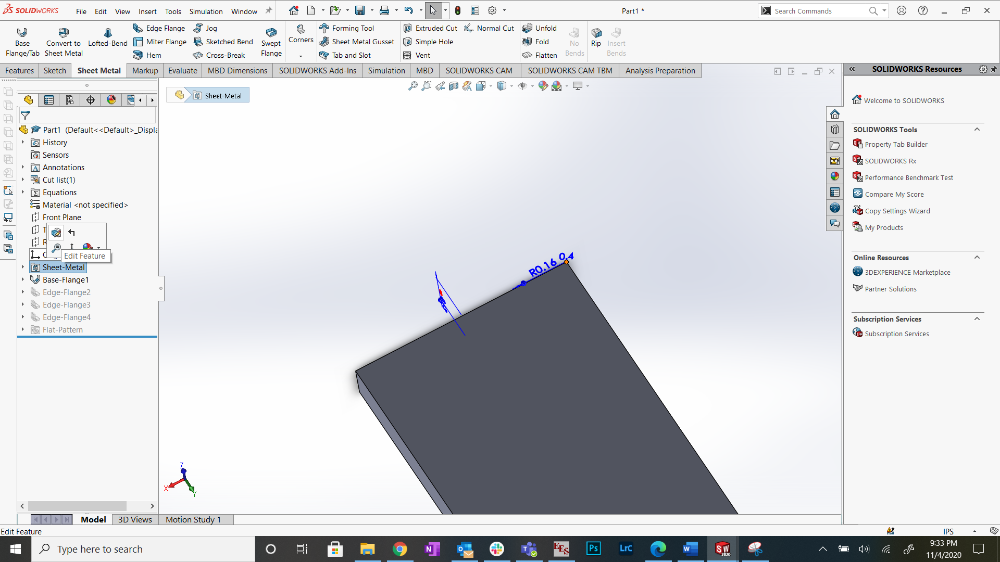 SOLIDWORKS File Edit View Insert Tools Simulation Window Part1 * Search Commands
Edge Flange Jog Forming Tool Extruded Cut Normal Cut Unfold
Base Flange/Tab Convert to Sheet Metal Lofted-Bend Miter Flange Sketched Bend Swept Flange Corners Sheet Metal Gusset Simple Hole Fold No Bends Rip Insert Bends
Hem Cross-Break Tab and Slot Vent Flatten
Features Sketch Sheet Metal Markup Evaluate MBD Dimensions SOLIDWORKS Add-Ins Simulation MBD SOLIDWORKS CAM SOLIDWORKS CAM TBM Analysis Preparation
SOLIDWORKS Resources
Sheet-Metal
Welcome to SOLIDWORKS
SOLIDWORKS Tools
Property Tab Builder
SOLIDWORKS Rx
Performance Benchmark Test
Compare My Score
Copy Settings Wizard
My Products
Online Resources
3DEXPERIENCE Marketplace
Partner Solutions
Subscription Services
Subscription Services
Part1 (Default<<Default>_Displa
History
Sensors
Annotations
Cut list(1)
Equations
Material <not specified>
Front Plane
Edit Feature
Sheet-Metal
Base-Flange1
Edge-Flange2
Edge-Flange3
Edge-Flange4
Flat-Pattern
R0.16 0.4
Z
X
Y
Model 3D Views Motion Study 1
Edit Feature
IPS
Type here to search
EES Ps LrC SW 2020
9:33 PM
11/4/2020